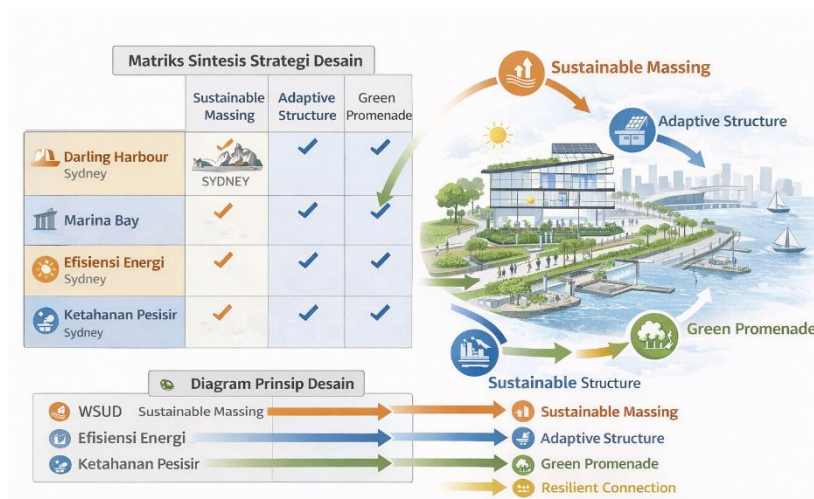 Matriks Sintesis Strategi Desain
Sustainable Massing
Adaptive Structure
Green Promenade
Darling Harbour
Sydney
SYDNEY
Marina Bay
Efisiensi Energi
Sydney
Ketahanan Pesisir
Sydney
Sustainable Massing
Adaptive Structure
Green Promenade
Sustainable Structure
Diagram Prinsip Desain
WSUD Sustainable Massing
Sustainable Massing
Efisiensi Energi
Adaptive Structure
Ketahanan Pesisir
Green Promenade
Resilient Connection